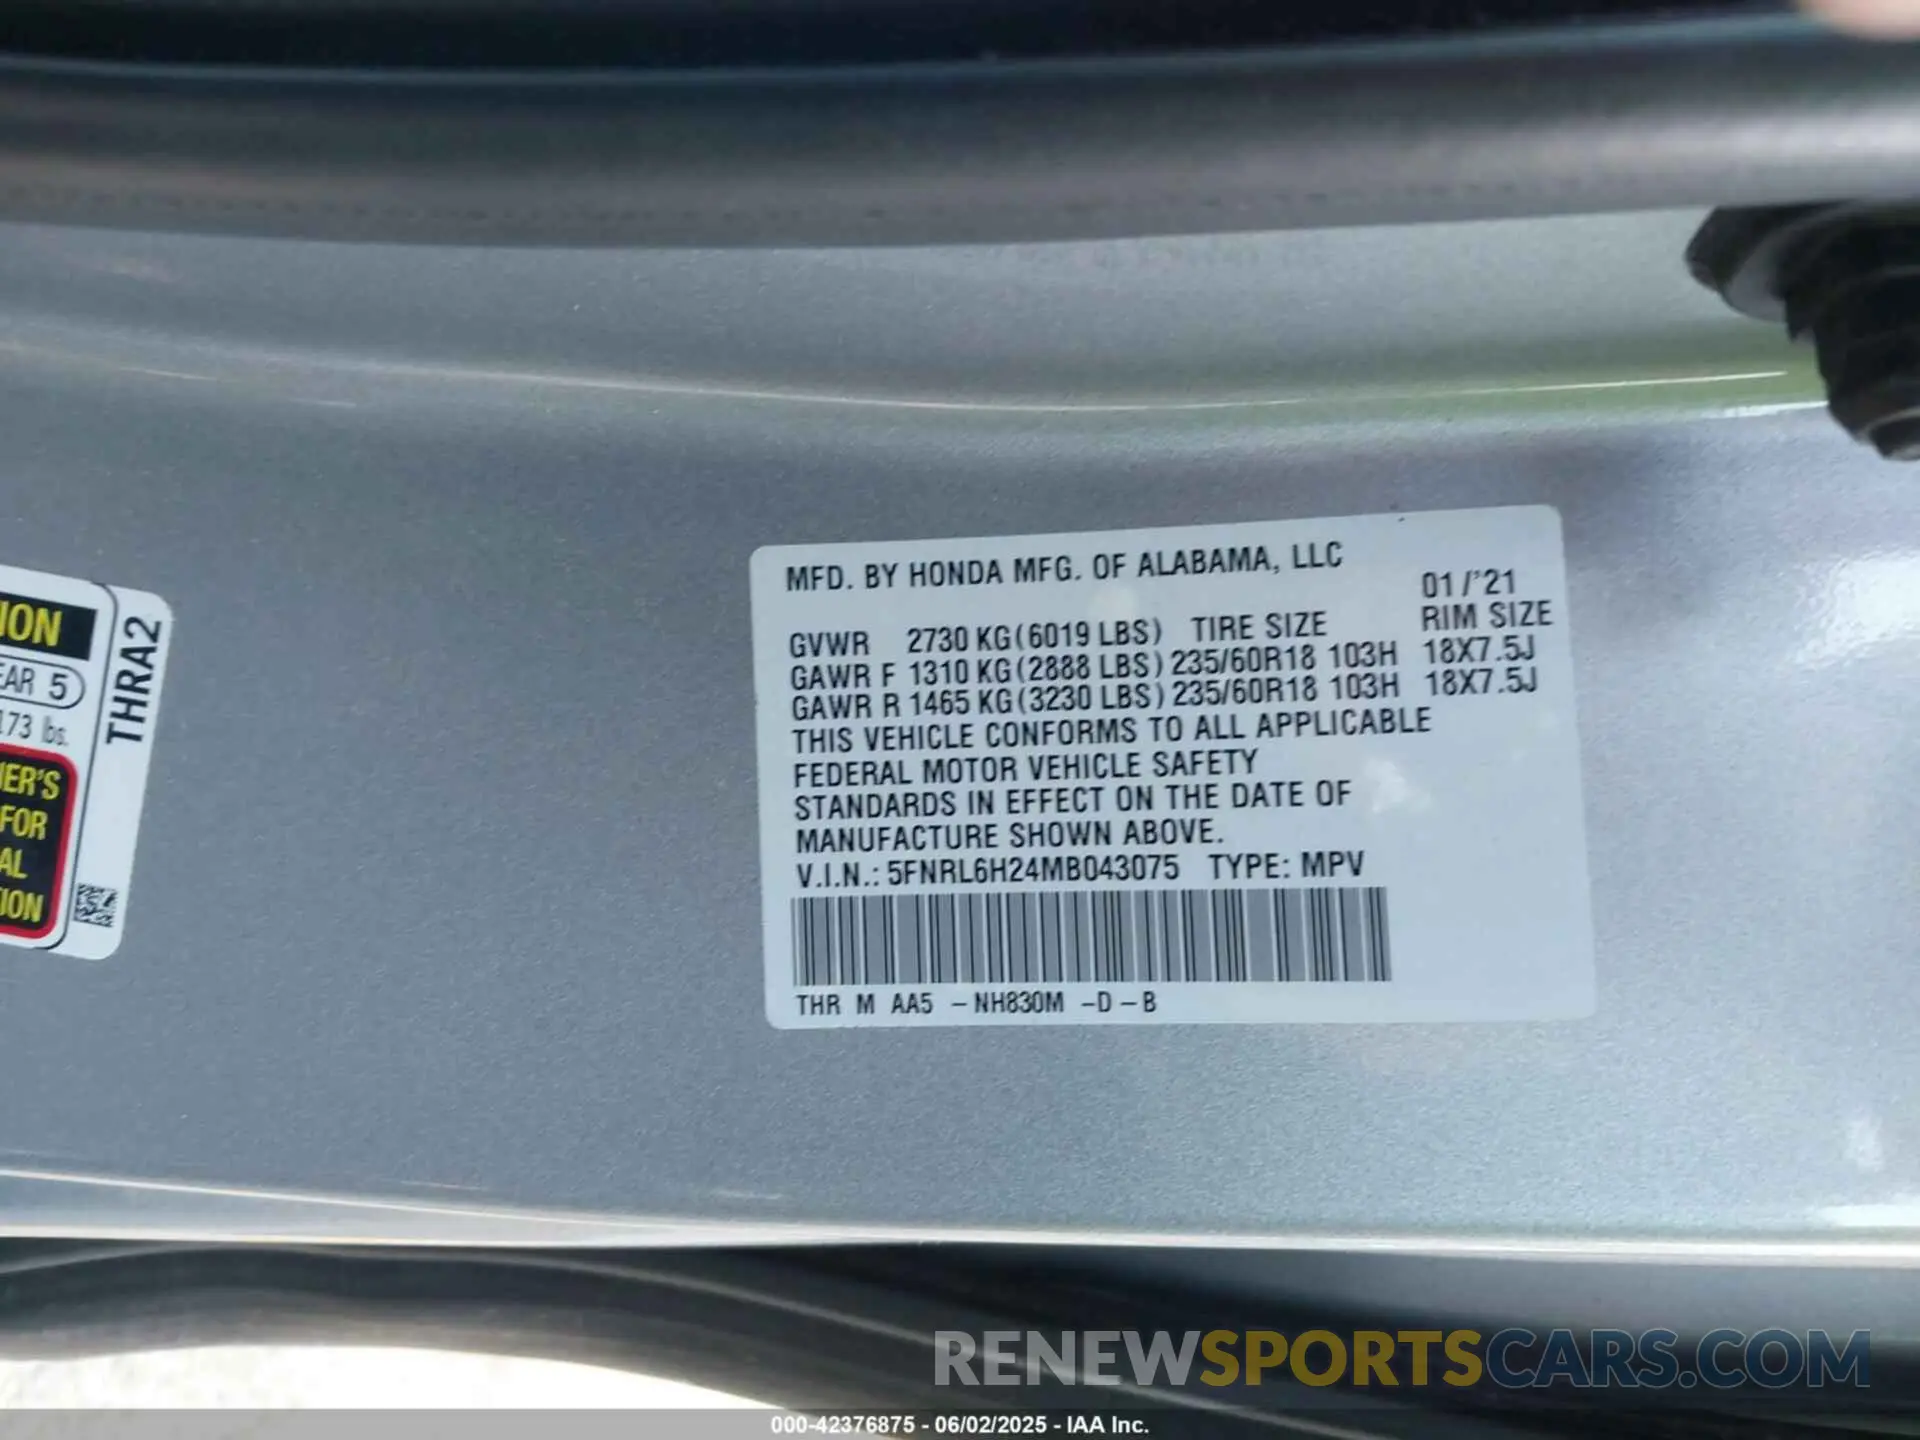 MFD. BY HONDA MFG. OF ALABAMA, LLC
01/'21
GVWR 2730 KG(6019 LBS) TIRE SIZE RIM SIZE
GAWR F 1310 KG(2888 LBS) 235/60R18 103H 18X7.5J
GAWR R 1465 KG(3230 LBS) 235/60R18 103H 18X7.5J
THIS VEHICLE CONFORMS TO ALL APPLICABLE
FEDERAL MOTOR VEHICLE SAFETY
STANDARDS IN EFFECT ON THE DATE OF
MANUFACTURE SHOWN ABOVE.
V.I.N.: 5FNRL6H24MB043075 TYPE: MPV
THR M AA5 -NH830M -D-B
ION
EAR 5
173 lbs.
IER'S
FOR
AL
ION
THRA2
RENEWSPORTSCARS.COM
000-42376875 - 06/02/2025 - IAA Inc.